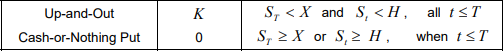 Up-and-Out K S_T < X and S_t < H , all t ≤ T
Cash-or-Nothing Put 0 S_T ≥ X or S_t ≥ H , when t ≤ T